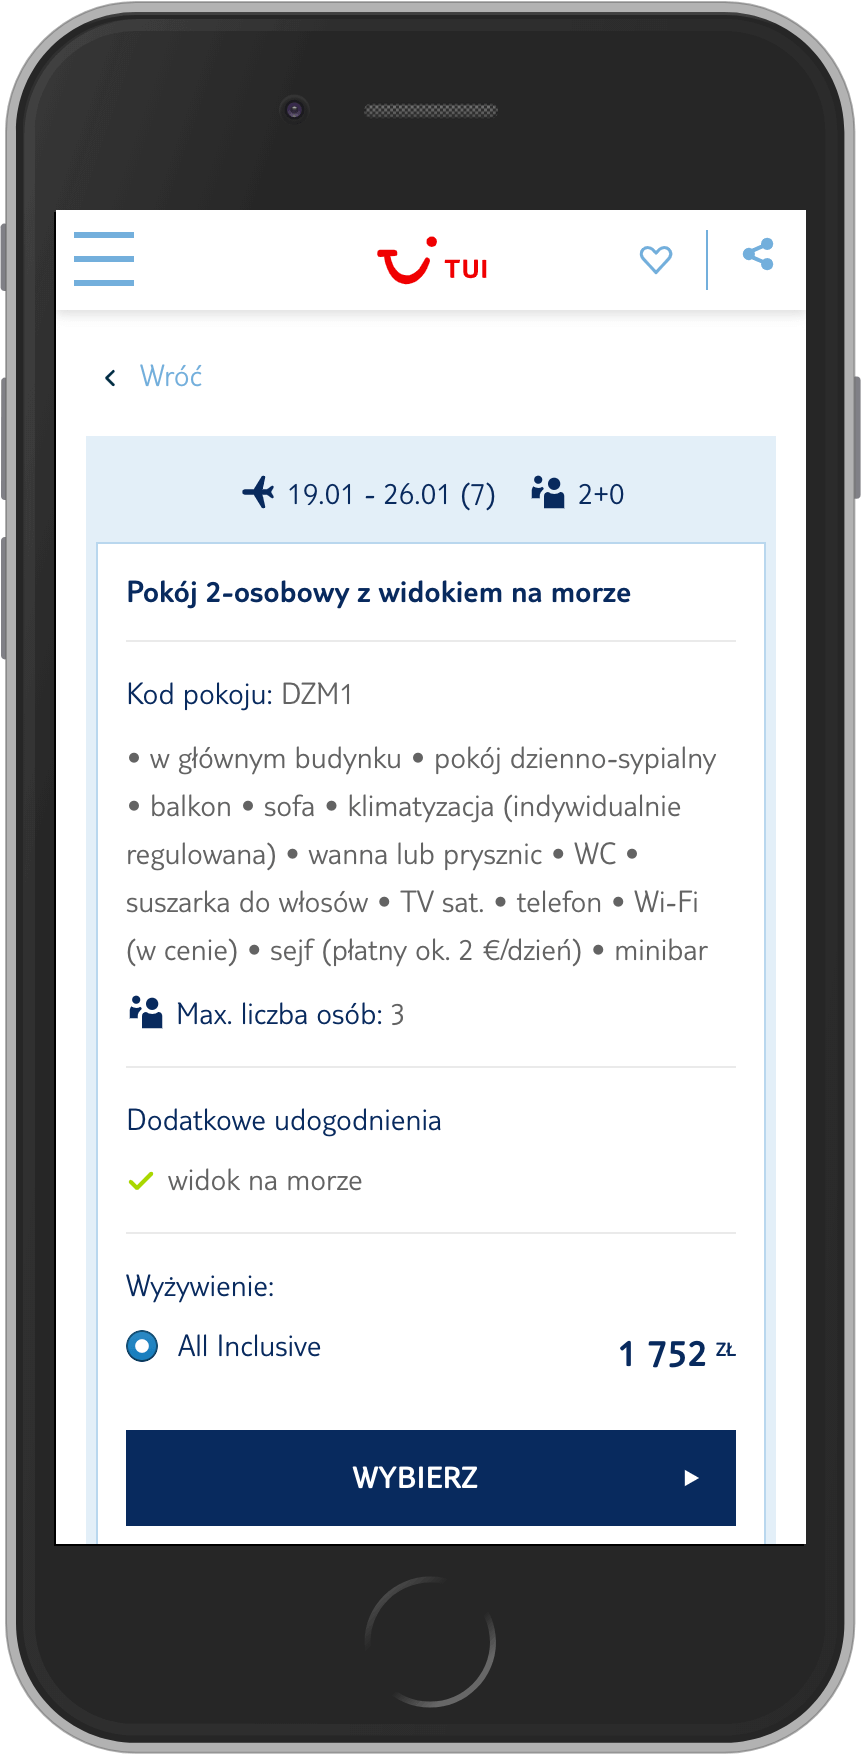 TUI
Wróć
19.01 - 26.01 (7) 2+0
Pokój 2-osobowy z widokiem na morze
Kod pokoju: DZM1
• w głównym budynku • pokój dzienno-sypialny
• balkon • sofa • klimatyzacja (indywidualnie
regulowana) • wanna lub prysznic • WC •
suszarka do włosów • TV sat. • telefon • Wi-Fi
(w cenie) • sejf (płatny ok. 2 €/dzień) • minibar
Max. liczba osób: 3
Dodatkowe udogodnienia
widok na morze
Wyżywienie:
All Inclusive 1 752 ZŁ
WYBIERZ